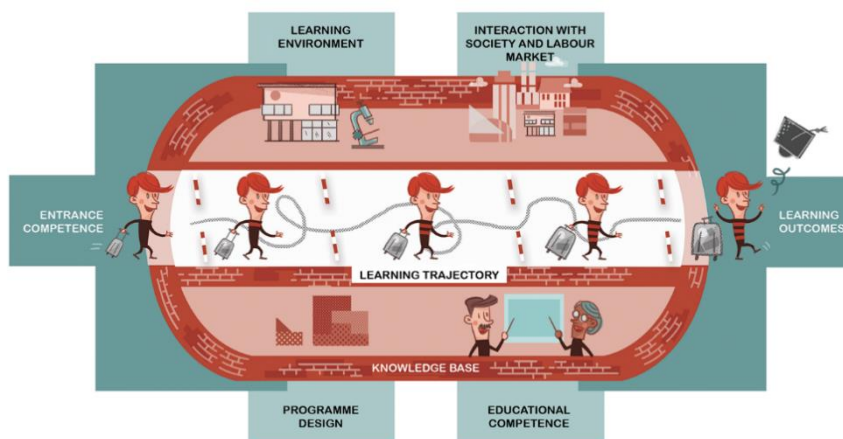 LEARNING
ENVIRONMENT
INTERACTION WITH
SOCIETY AND LABOUR
MARKET
ENTRANCE
COMPETENCE
LEARNING
OUTCOMES
LEARNING TRAJECTORY
KNOWLEDGE BASE
PROGRAMME
DESIGN
EDUCATIONAL
COMPETENCE